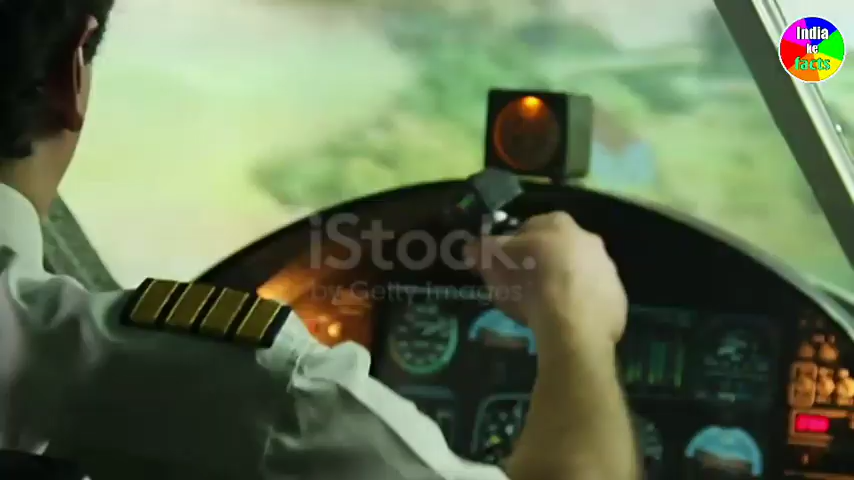 India
ke
facts
iStock.
by Getty Images